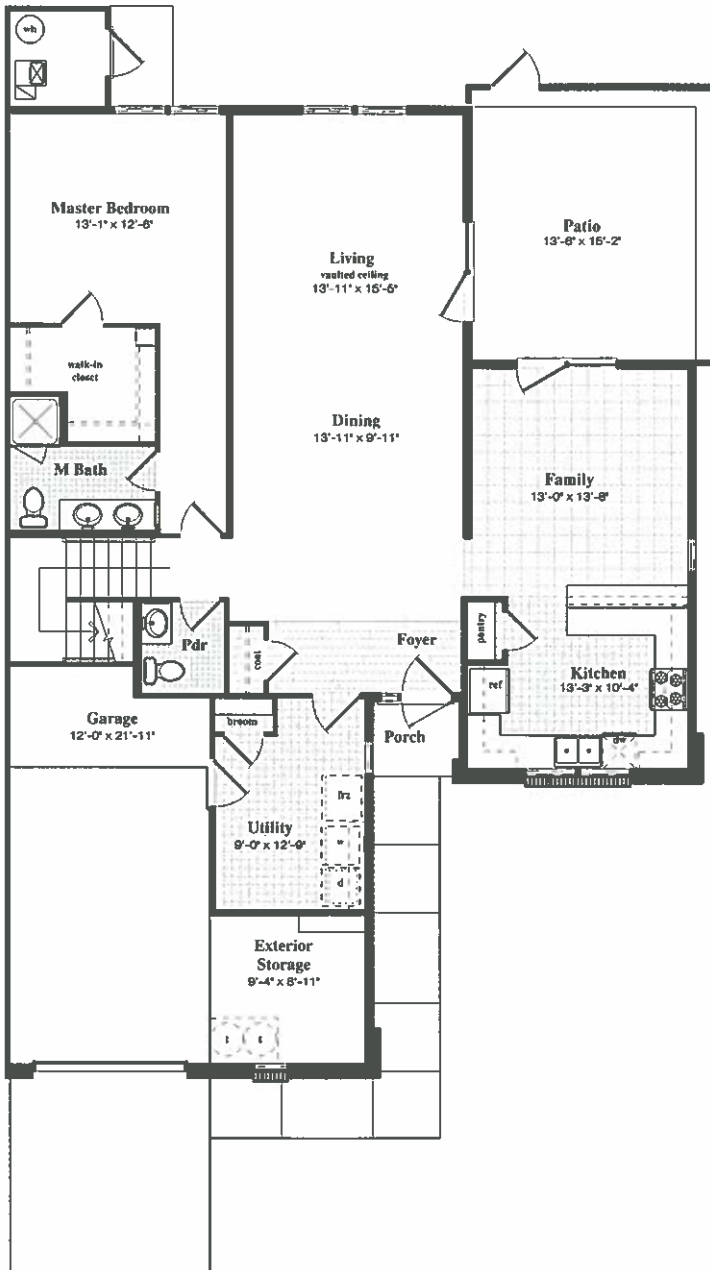 wh
Master Bedroom
13'-1" x 12'-6"
Living
vaulted ceiling
13'-11" x 15'-5"
Patio
13'-6" x 15'-2"
walk-in
closet
Dining
13'-11" x 9'-11"
M Bath
Family
13'-0" x 13'-8"
Pdr
coat
Foyer
pantry
ref
Kitchen
13'-3" x 10'-4"
dw
Garage
12'-0" x 21'-11"
broom
Porch
frz
Utility
9'-0" x 12'-9"
w
d
Exterior
Storage
9'-4" x 8'-11"